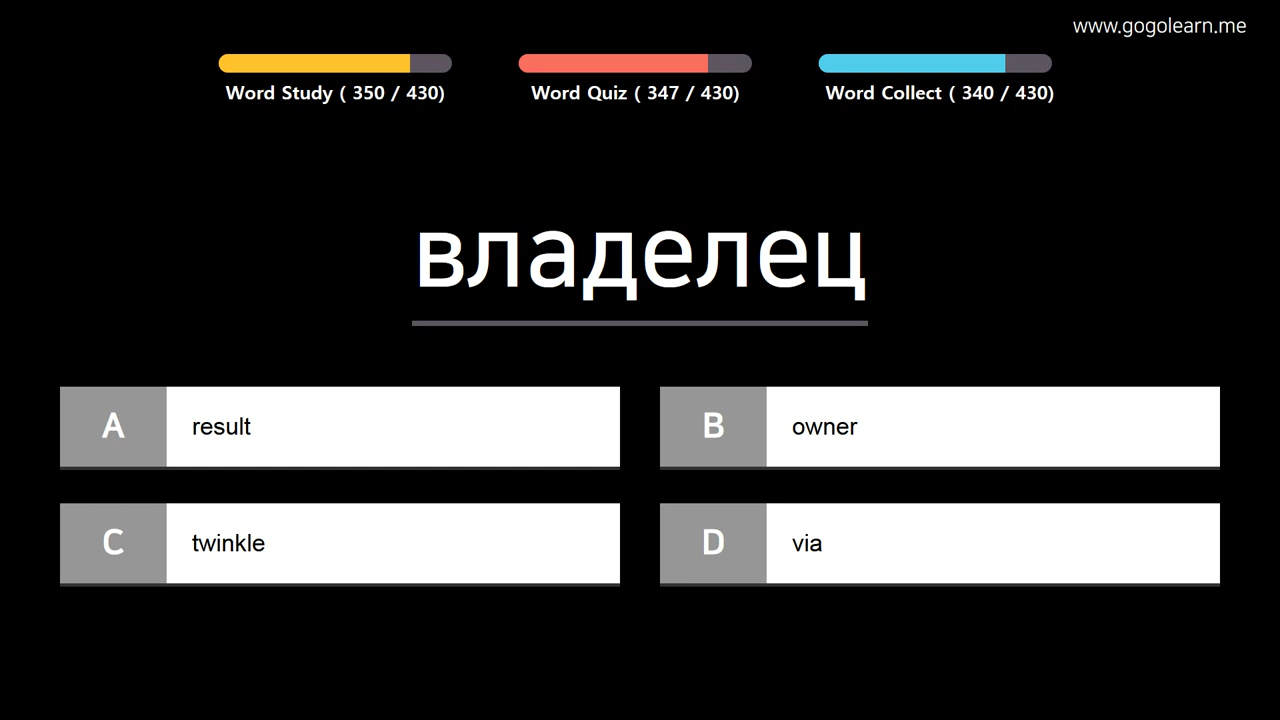 www.gogolearn.me
Word Study ( 350 / 430)
Word Quiz ( 347 / 430)
Word Collect ( 340 / 430)
владелец
A result
B owner
C twinkle
D via